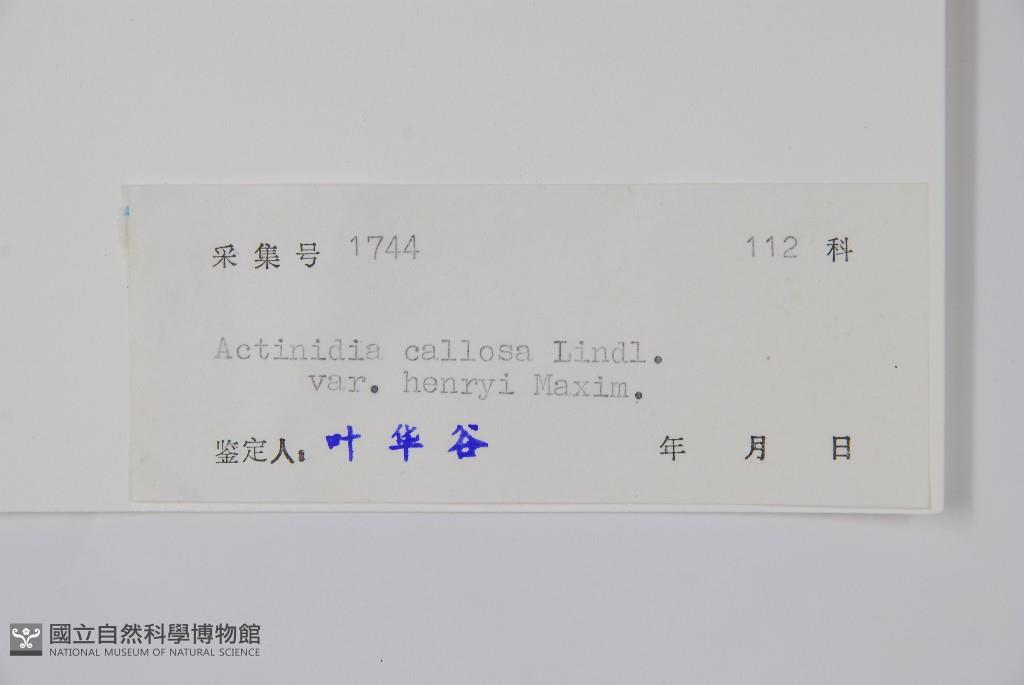 采集号 1744 112 科
Actinidia callosa Lindl.
var. henryi Maxim.
鉴定人: 叶华谷 年 月 日
國立自然科學博物館
NATIONAL MUSEUM OF NATURAL SCIENCE